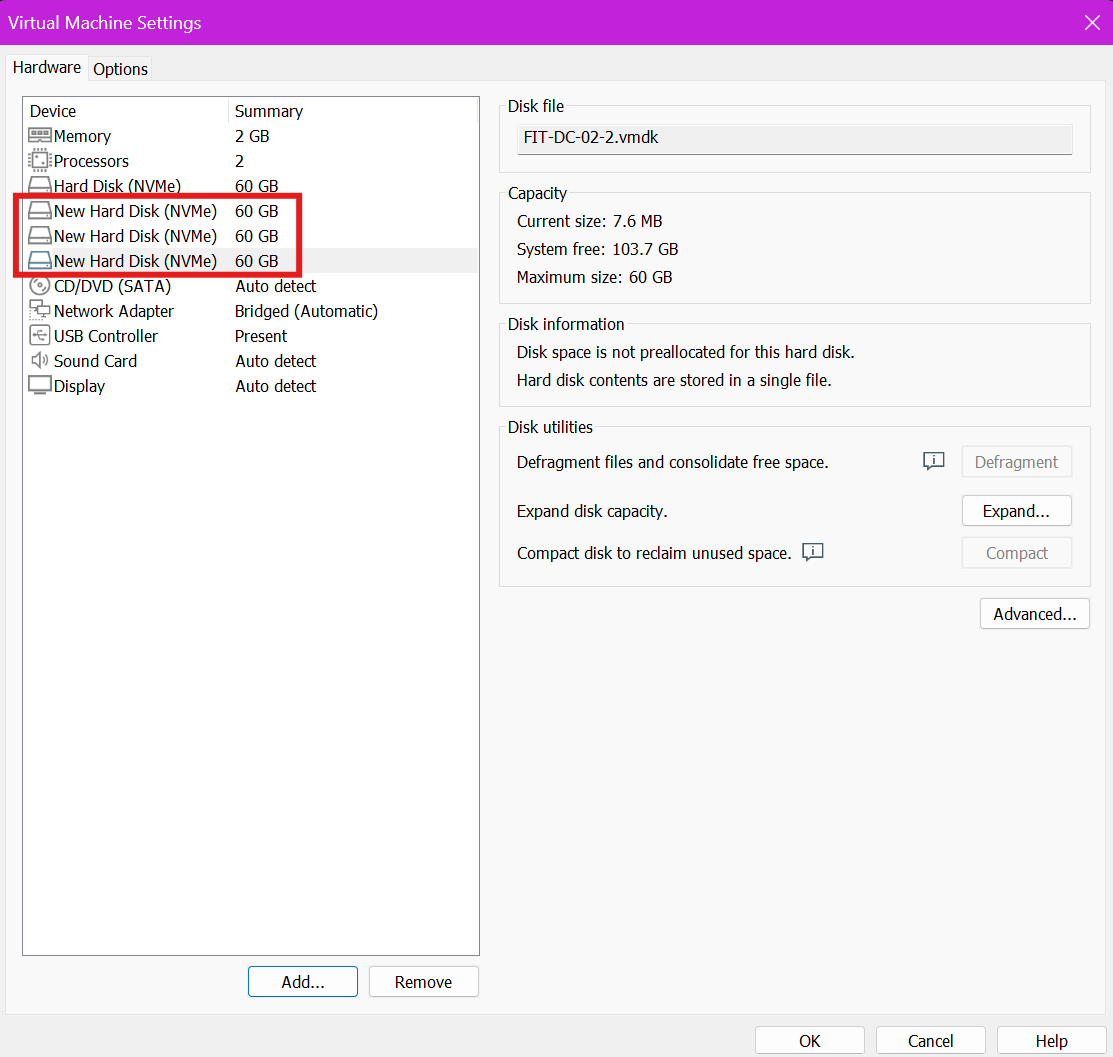 Virtual Machine Settings
Hardware Options
Device Summary
Memory 2 GB
Processors 2
Hard Disk (NVMe) 60 GB
New Hard Disk (NVMe) 60 GB
New Hard Disk (NVMe) 60 GB
New Hard Disk (NVMe) 60 GB
CD/DVD (SATA) Auto detect
Network Adapter Bridged (Automatic)
USB Controller Present
Sound Card Auto detect
Display Auto detect
Add... Remove
Disk file
FIT-DC-02-2.vmdk
Capacity
Current size: 7.6 MB
System free: 103.7 GB
Maximum size: 60 GB
Disk information
Disk space is not preallocated for this hard disk.
Hard disk contents are stored in a single file.
Disk utilities
Defragment files and consolidate free space. Defragment
Expand disk capacity. Expand...
Compact disk to reclaim unused space. Compact
Advanced...
OK Cancel Help